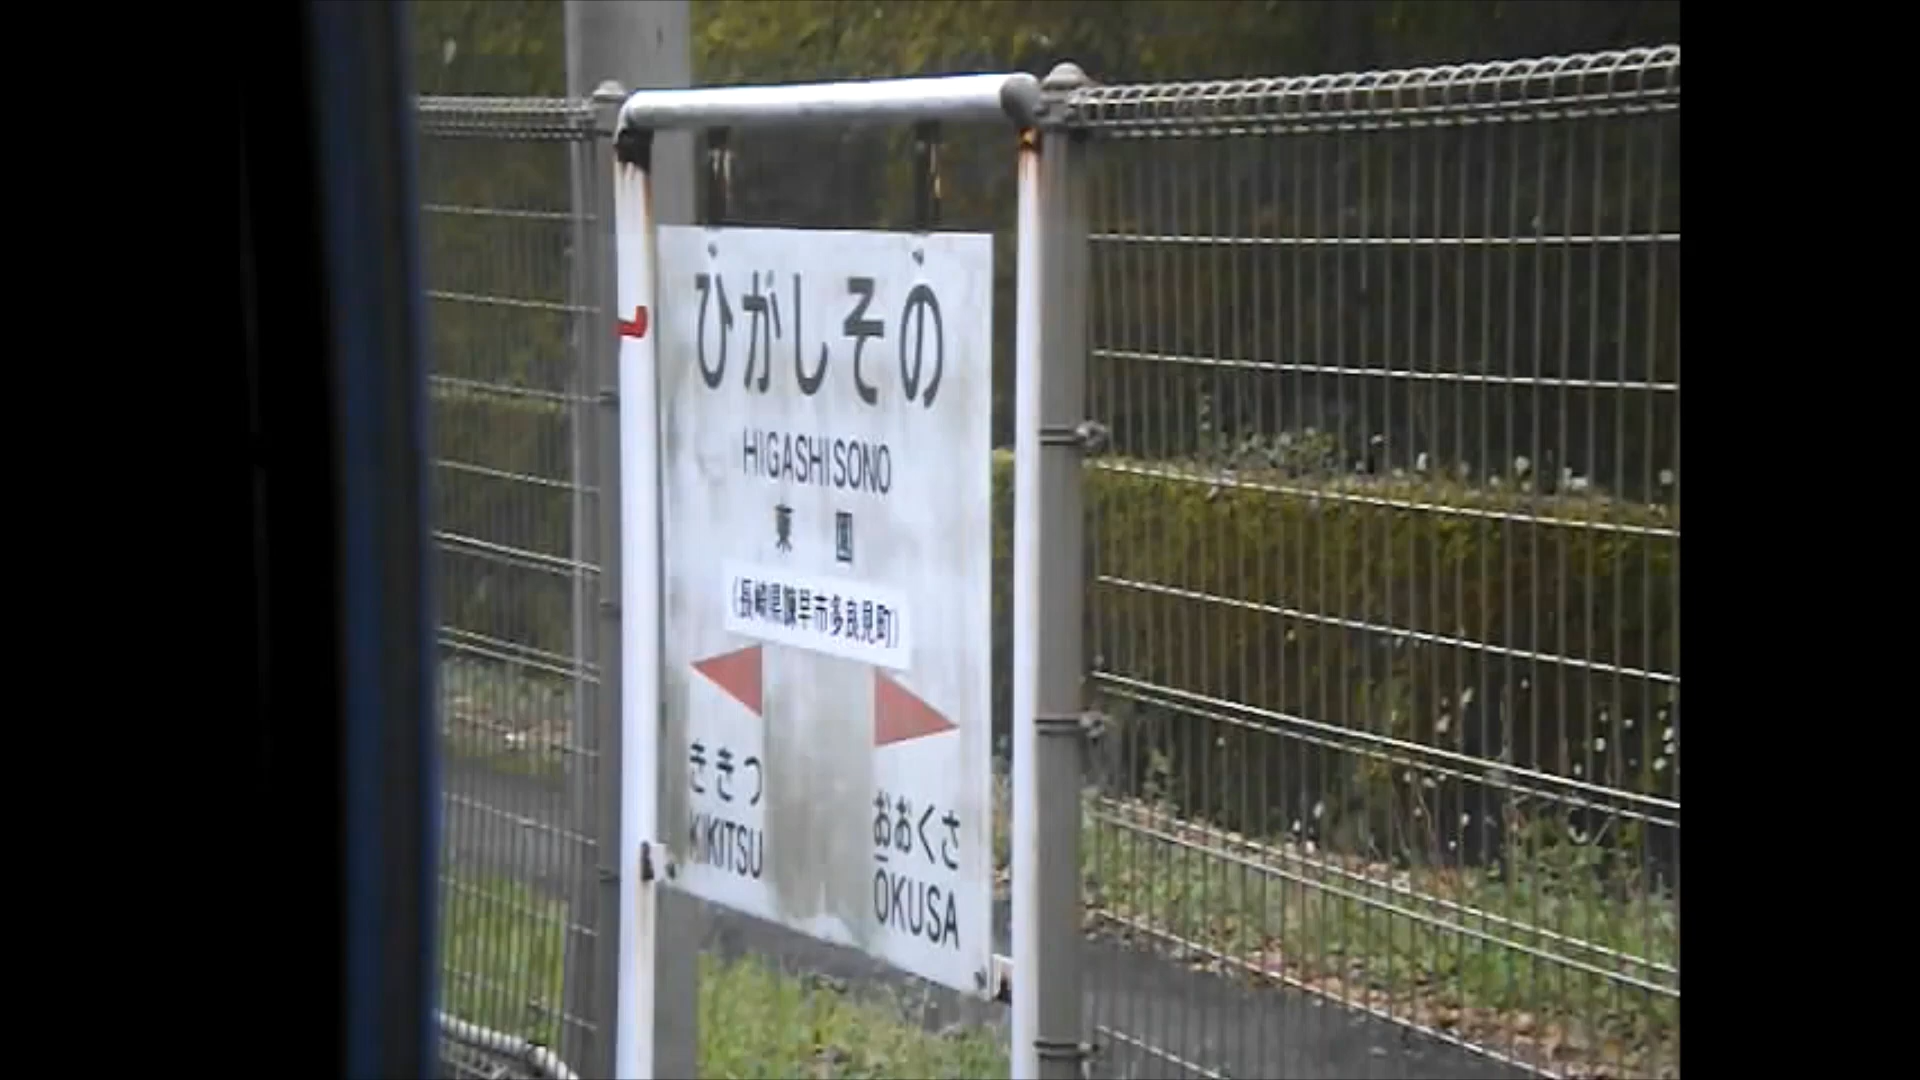 ひがしその
HIGASHISONO
東 園
(長崎県諫早市多良見町)
ききつ
KIKITSU
おおくさ
ŌKUSA